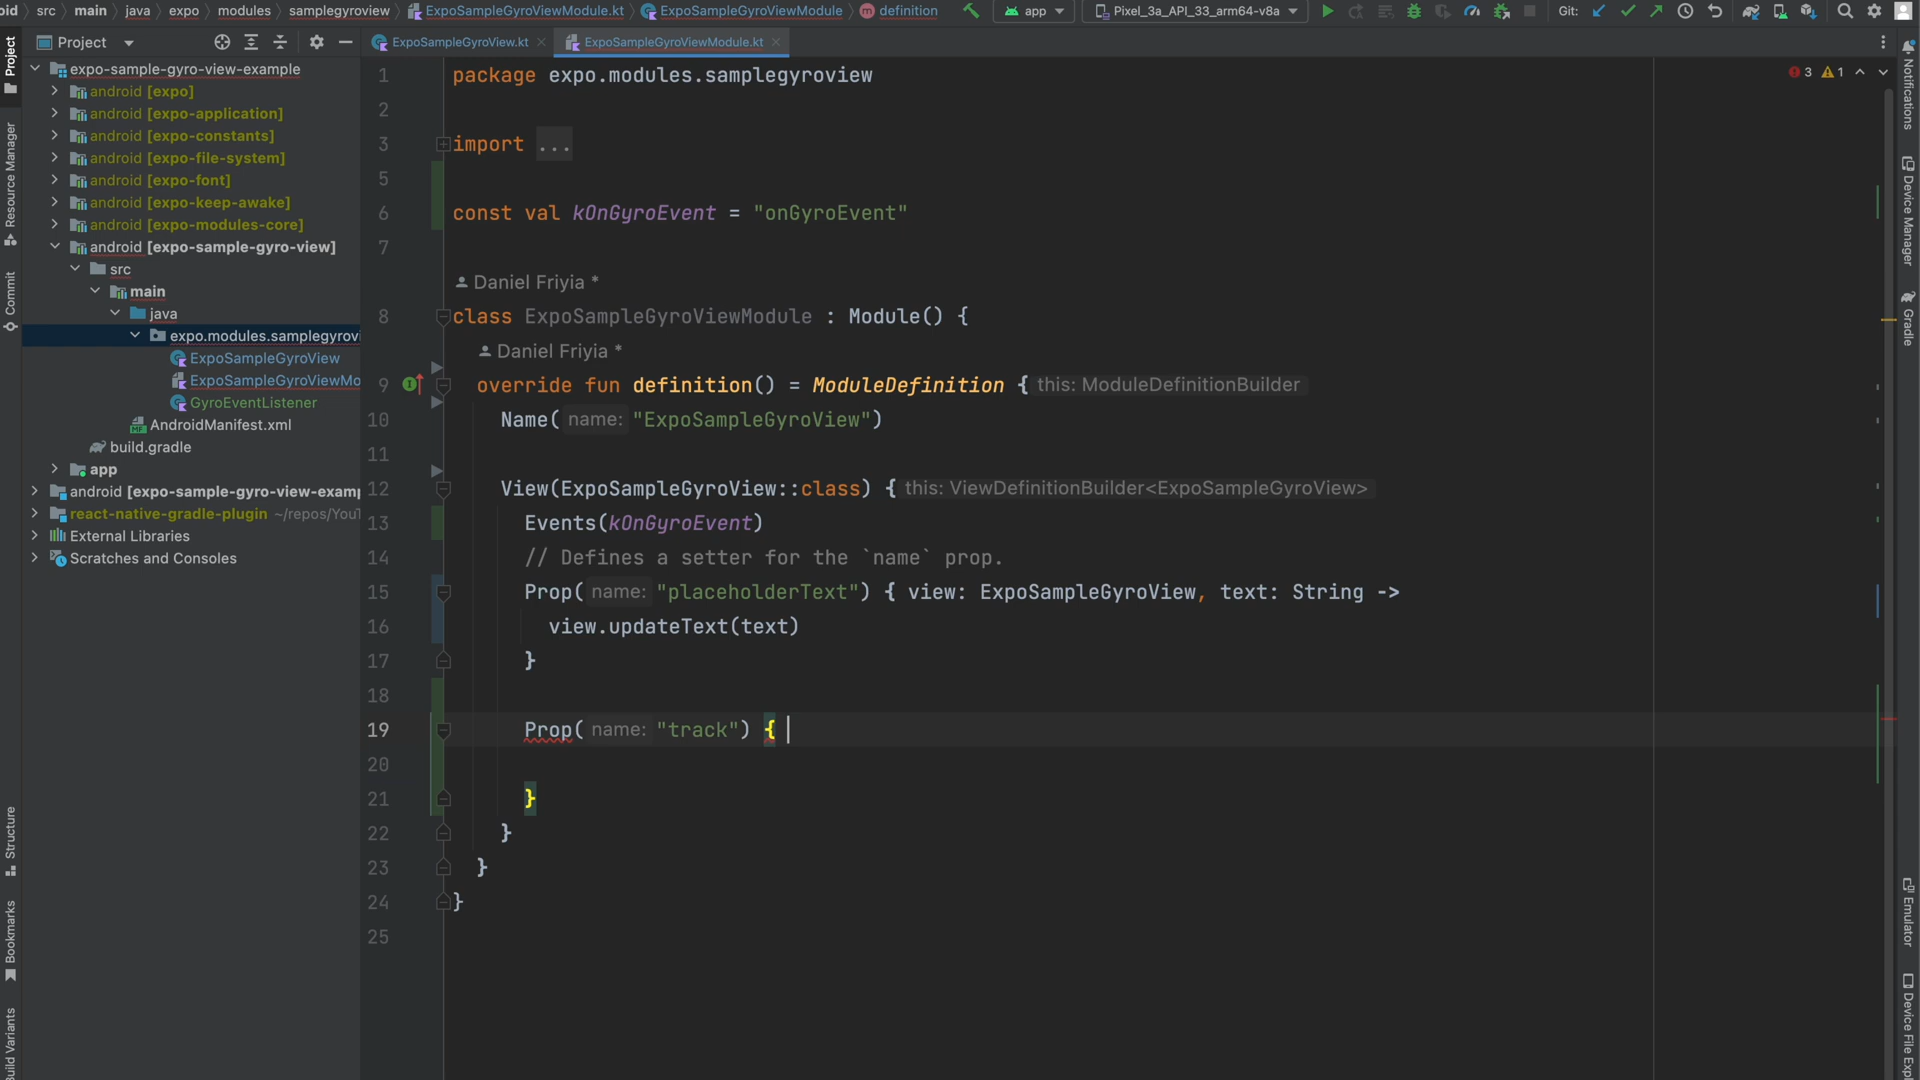 oid
src
main
java
expo
modules
samplegyroview
ExpoSampleGyroViewModule.kt
ExpoSampleGyroViewModule
definition
app
Pixel_3a_API_33_arm64-v8a
Git:
Project
ExpoSampleGyroView.kt
ExpoSampleGyroViewModule.kt
3
1
expo-sample-gyro-view-example
android [expo]
android [expo-application]
android [expo-constants]
android [expo-file-system]
android [expo-font]
android [expo-keep-awake]
android [expo-modules-core]
android [expo-sample-gyro-view]
src
main
java
expo.modules.samplegyrovi
ExpoSampleGyroView
ExpoSampleGyroViewMo
GyroEventListener
AndroidManifest.xml
build.gradle
app
android [expo-sample-gyro-view-examp
react-native-gradle-plugin ~/repos/You
External Libraries
Scratches and Consoles
Project
Resource Manager
Commit
Structure
Bookmarks
Build Variants
1 package expo.modules.samplegyroview
2
3 import ...
5
6 const val kOnGyroEvent = "onGyroEvent"
7
Daniel Friyia *
8 class ExpoSampleGyroViewModule : Module() {
Daniel Friyia *
9 override fun definition() = ModuleDefinition { this: ModuleDefinitionBuilder
10 Name( name: "ExpoSampleGyroView")
11
12 View(ExpoSampleGyroView::class) { this: ViewDefinitionBuilder<ExpoSampleGyroView>
13 Events(kOnGyroEvent)
14 // Defines a setter for the `name` prop.
15 Prop( name: "placeholderText") { view: ExpoSampleGyroView, text: String ->
16 view.updateText(text)
17 }
18
19 Prop( name: "track") {
20
21 }
22 }
23 }
24 }
25
Notifications
Device Manager
Gradle
Emulator
Device File Expl